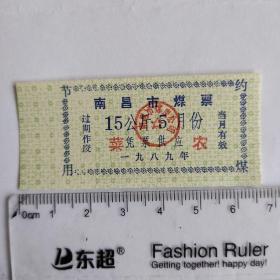 节 约
南昌市煤票
过期作废
15公斤5月份
当月有效
菜凭票供应农
一九八九年
用 煤
0cm 1 2 3 4 5 6 7
东超
Fashion Ruler
Getting together! happy day!